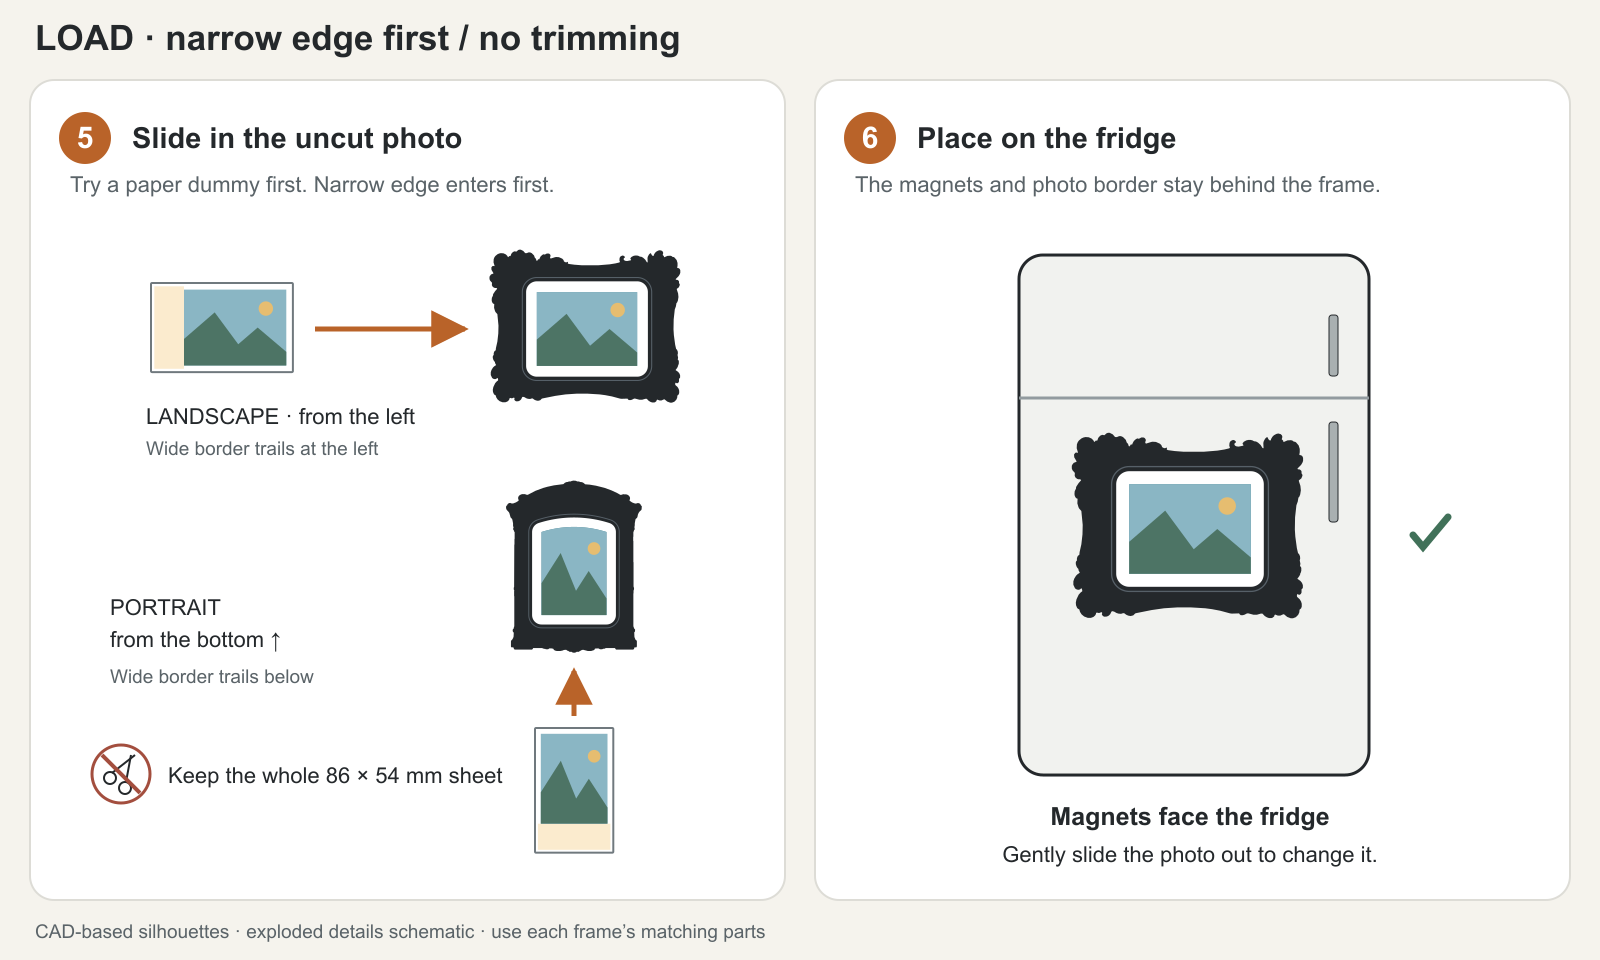 LOAD · narrow edge first / no trimming
5
Slide in the uncut photo
Try a paper dummy first. Narrow edge enters first.
LANDSCAPE · from the left
Wide border trails at the left
PORTRAIT
from the bottom ↑
Wide border trails below
Keep the whole 86 × 54 mm sheet
6
Place on the fridge
The magnets and photo border stay behind the frame.
Magnets face the fridge
Gently slide the photo out to change it.
CAD-based silhouettes · exploded details schematic · use each frame’s matching parts